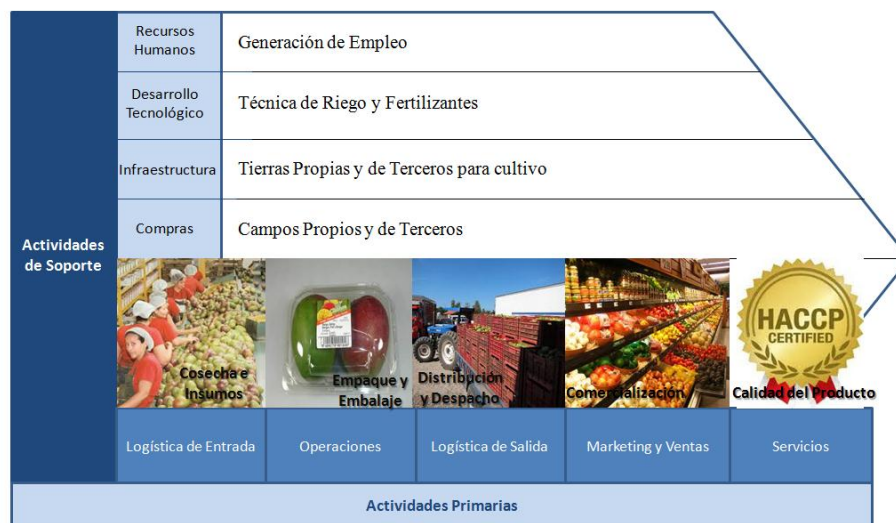 Recursos
Humanos
Generación de Empleo
Desarrollo
Tecnológico
Técnica de Riego y Fertilizantes
Infraestructura
Tierras Propias y de Terceros para cultivo
Compras
Campos Propios y de Terceros
Actividades
de Soporte
Cosecha e
Insumos
Empaque y
Embalaje
Distribución
y Despacho
Comercialización
HACCP
CERTIFIED
Calidad del Producto
Logística de Entrada
Operaciones
Logística de Salida
Marketing y Ventas
Servicios
Actividades Primarias